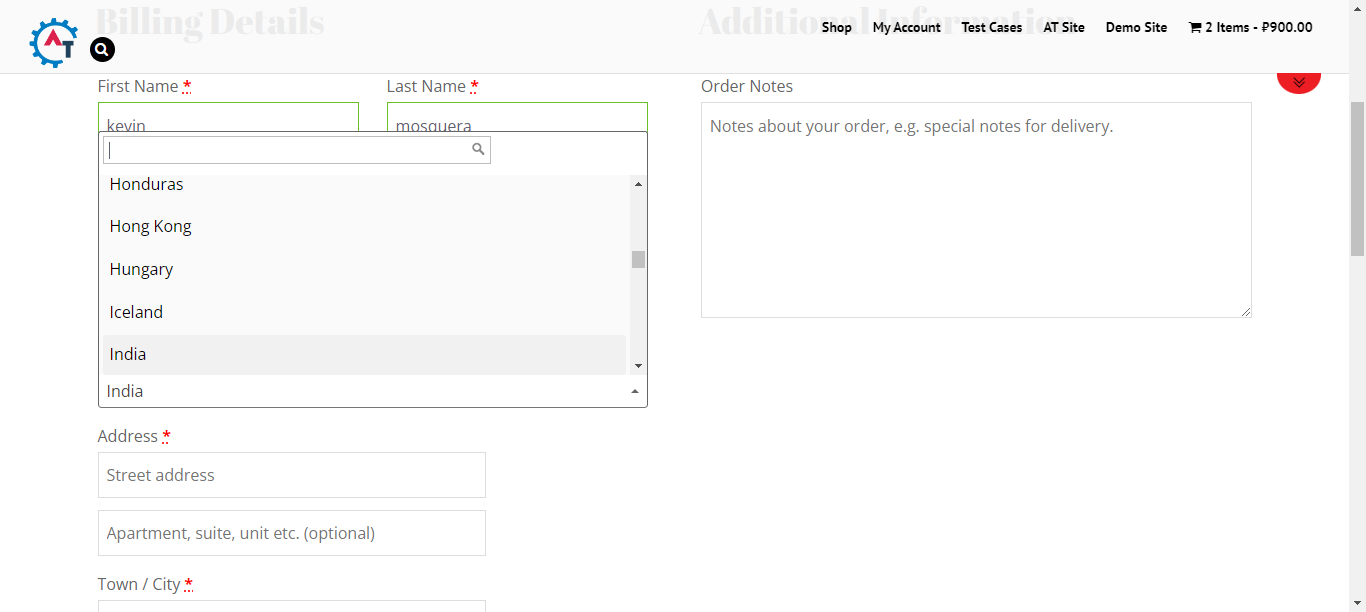 Billing Details
Additional Information
Shop My Account Test Cases AT Site Demo Site 2 Items - ₽900.00
AT
First Name *
Last Name *
Order Notes
kevin
mosquera
Notes about your order, e.g. special notes for delivery.
Honduras
Hong Kong
Hungary
Iceland
India
India
Address *
Street address
Apartment, suite, unit etc. (optional)
Town / City *